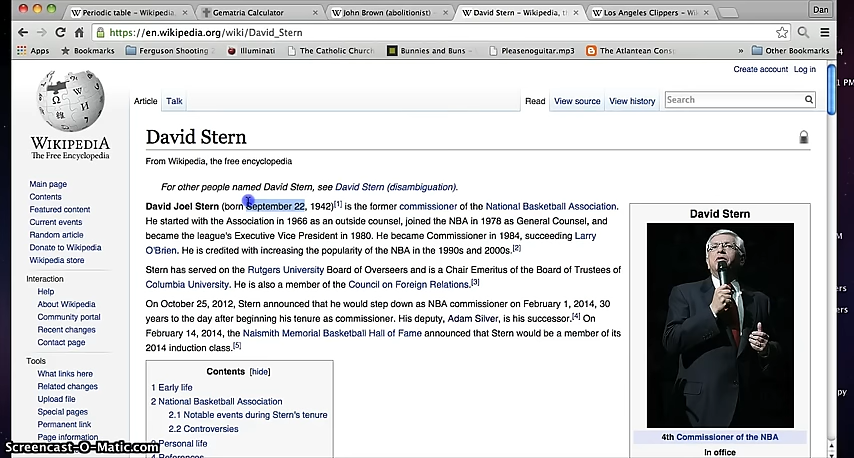 Periodic table – Wikipedia,
Gematria Calculator
John Brown (abolitionist) –
David Stern – Wikipedia, th
Los Angeles Clippers – Wi
Dan
https://en.wikipedia.org/wiki/David_Stern
Apps
Bookmarks
Ferguson Shooting
Illuminati
The Catholic Church
Bunnies and Buns
Pleasenoguitar.mp3
The Atlantean Cons
»
Other Bookmarks
Create account Log in
Article Talk
Read View source View history
Search
WIKIPEDIA
The Free Encyclopedia
Main page
Contents
Featured content
Current events
Random article
Donate to Wikipedia
Wikipedia store
Interaction
Help
About Wikipedia
Community portal
Recent changes
Contact page
Tools
What links here
Related changes
Upload file
Special pages
Permanent link
Page information
David Stern
From Wikipedia, the free encyclopedia
For other people named David Stern, see David Stern (disambiguation).
David Joel Stern (born September 22, 1942)[1] is the former commissioner of the National Basketball Association.
He started with the Association in 1966 as an outside counsel, joined the NBA in 1978 as General Counsel, and
became the league's Executive Vice President in 1980. He became Commissioner in 1984, succeeding Larry
O'Brien. He is credited with increasing the popularity of the NBA in the 1990s and 2000s.[2]
Stern has served on the Rutgers University Board of Overseers and is a Chair Emeritus of the Board of Trustees of
Columbia University. He is also a member of the Council on Foreign Relations.[3]
On October 25, 2012, Stern announced that he would step down as NBA commissioner on February 1, 2014, 30
years to the day after beginning his tenure as commissioner. His deputy, Adam Silver, is his successor.[4] On
February 14, 2014, the Naismith Memorial Basketball Hall of Fame announced that Stern would be a member of its
2014 induction class.[5]
Contents [hide]
1 Early life
2 National Basketball Association
2.1 Notable events during Stern's tenure
2.2 Controversies
3 Personal life
4 References
David Stern
4th Commissioner of the NBA
In office
Screencast-O-Matic.com